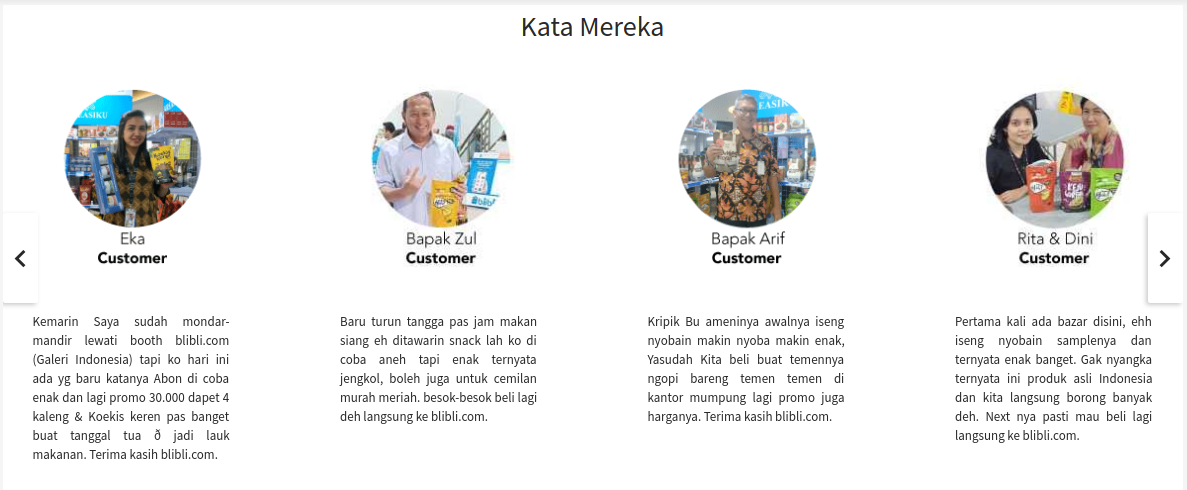 Kata Mereka
EASIKU
EASIK
Eka
Customer
Bapak Zul
Customer
Bapak Arif
Customer
Rita & Dini
Customer
Kemarin Saya sudah mondar-
mandir lewati booth blibli.com
(Galeri Indonesia) tapi ko hari ini
ada yg baru katanya Abon di coba
enak dan lagi promo 30.000 dapet 4
kaleng & Koekis keren pas banget
buat tanggal tua ð jadi lauk
makanan. Terima kasih blibli.com.
Baru turun tangga pas jam makan
siang eh ditawarin snack lah ko di
coba aneh tapi enak ternyata
jengkol, boleh juga untuk cemilan
murah meriah. besok-besok beli lagi
deh langsung ke blibli.com.
Kripik Bu ameninya awalnya iseng
nyobain makin nyoba makin enak,
Yasudah Kita beli buat temennya
ngopi bareng temen temen di
kantor mumpung lagi promo juga
harganya. Terima kasih blibli.com.
Pertama kali ada bazar disini, ehh
iseng nyobain samplenya dan
ternyata enak banget. Gak nyangka
ternyata ini produk asli Indonesia
dan kita langsung borong banyak
deh. Next nya pasti mau beli lagi
langsung ke blibli.com.